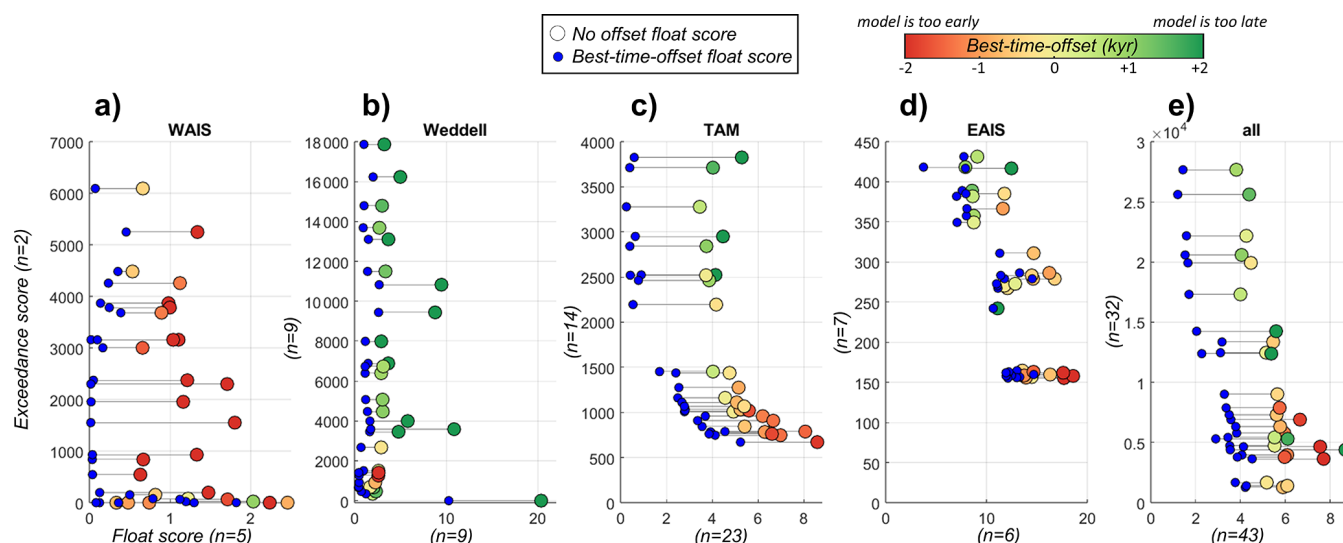 model is too early
model is too late
No offset float score
Best-time-offset float score
Best-time-offset (kyr)
-2
-1
0
+1
+2
a)
b)
c)
d)
e)
WAIS
Weddell
TAM
EAIS
all
Exceedance score (n=2)
7000
6000
5000
4000
3000
2000
1000
0
0
1
2
Float score (n=5)
(n=9)
18 000
16 000
14 000
12 000
10 000
8000
6000
4000
2000
0
0
10
20
(n=9)
(n=14)
4000
3500
3000
2500
2000
1500
1000
500
0
0
2
4
6
8
(n=23)
(n=7)
450
400
350
300
250
200
150
100
50
0
0
10
20
(n=6)
(n=32)
×10⁴
3
2.5
2
1.5
1
0.5
0
0
2
4
6
8
(n=43)